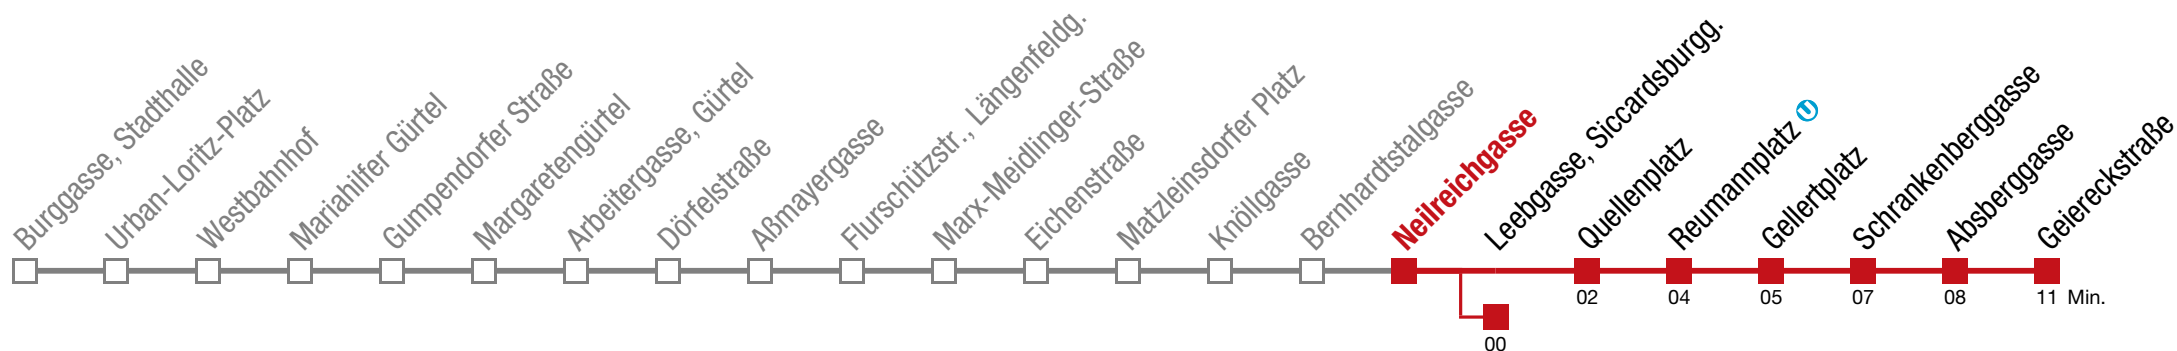 Burggasse, Stadthalle
Urban-Loritz-Platz
Westbahnhof
Mariahilfer Gürtel
Gumpendorfer Straße
Margaretengürtel
Arbeitergasse, Gürtel
Dörfelstraße
Aßmayergasse
Flurschützstr., Längenfeldg.
Marx-Meidlinger-Straße
Eichenstraße
Matzleinsdorfer Platz
Knöllgasse
Bernhardtstalgasse
Neilreichgasse
Leebgasse, Siccardsburgg.
Quellenplatz
Reumannplatz U
Gellertplatz
Schrankenberggasse
Absberggasse
Geiereckstraße
02 04 05 07 08 11 Min.
00